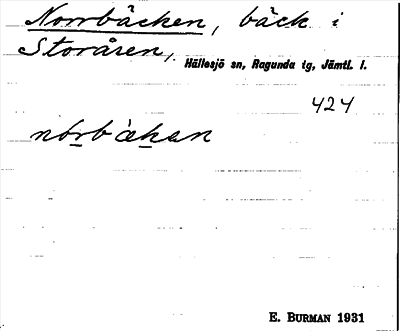 Norrbäcken, bäck i
Storåsen,
Hällesjö sn, Ragunda tg, Jämtl. l.
424
E. BURMAN 1931